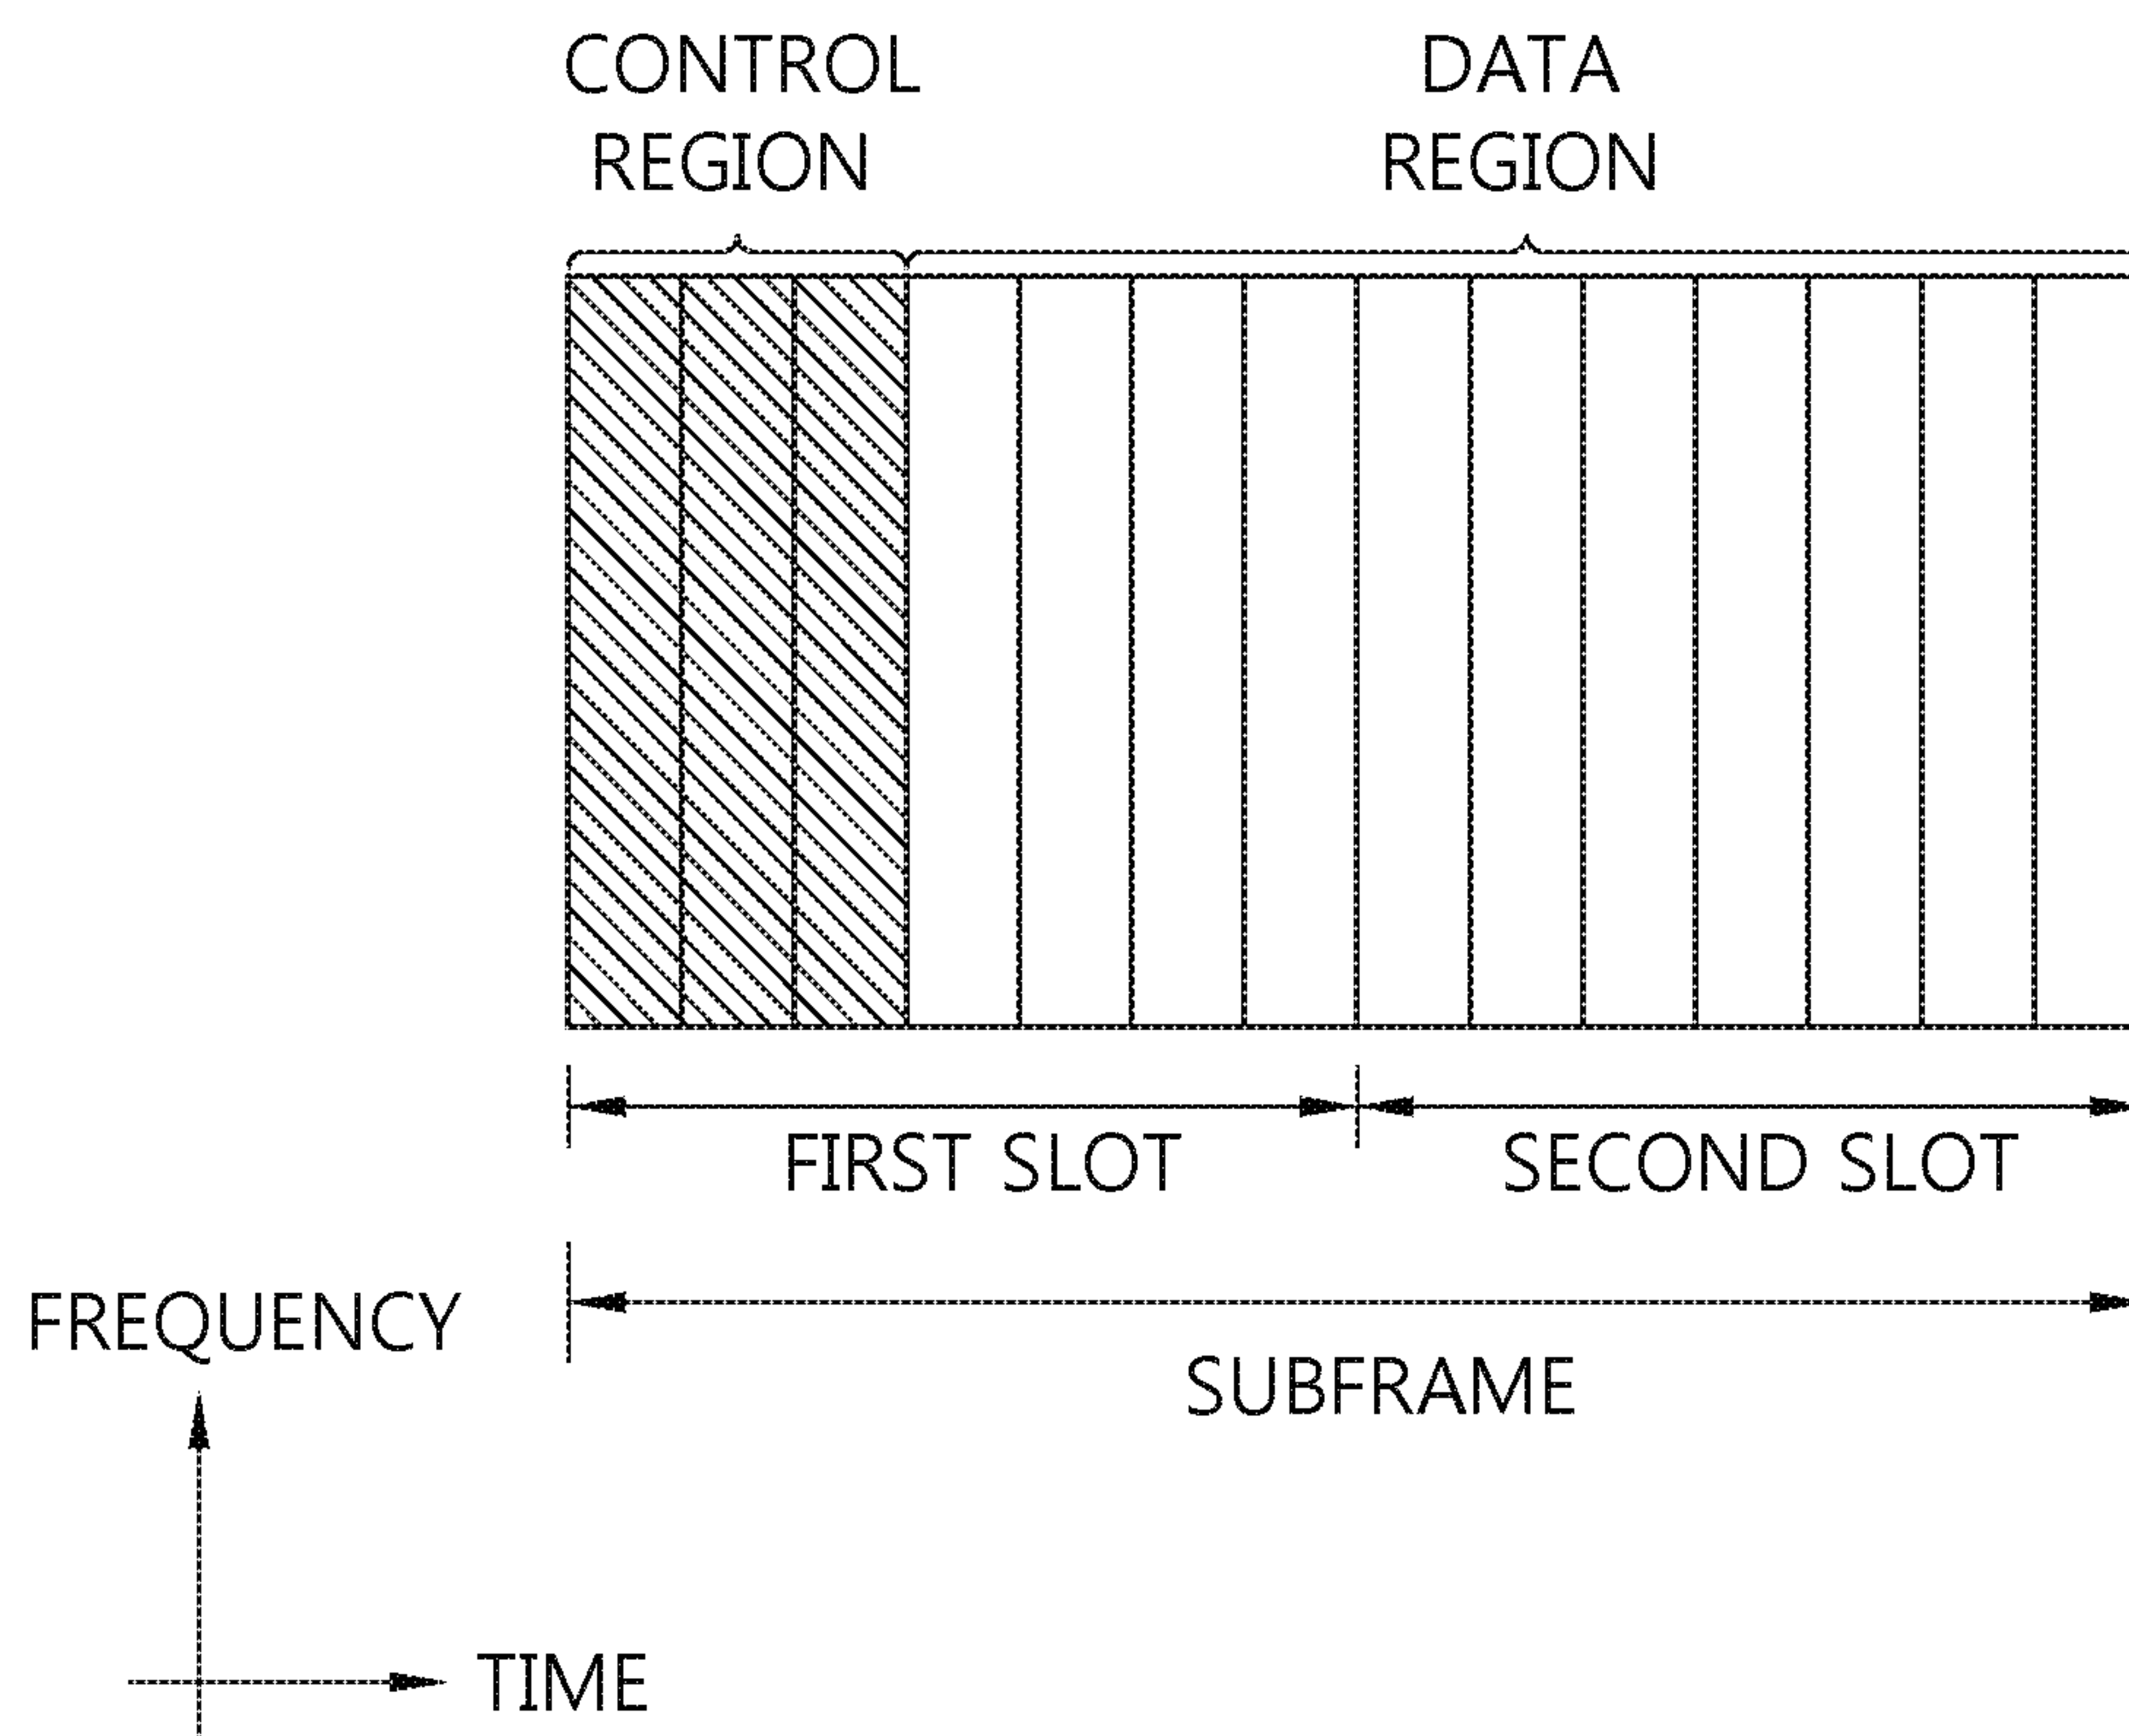 CONTROL
REGION
DATA
REGION
FIRST SLOT
SECOND SLOT
SUBFRAME
FREQUENCY
TIME